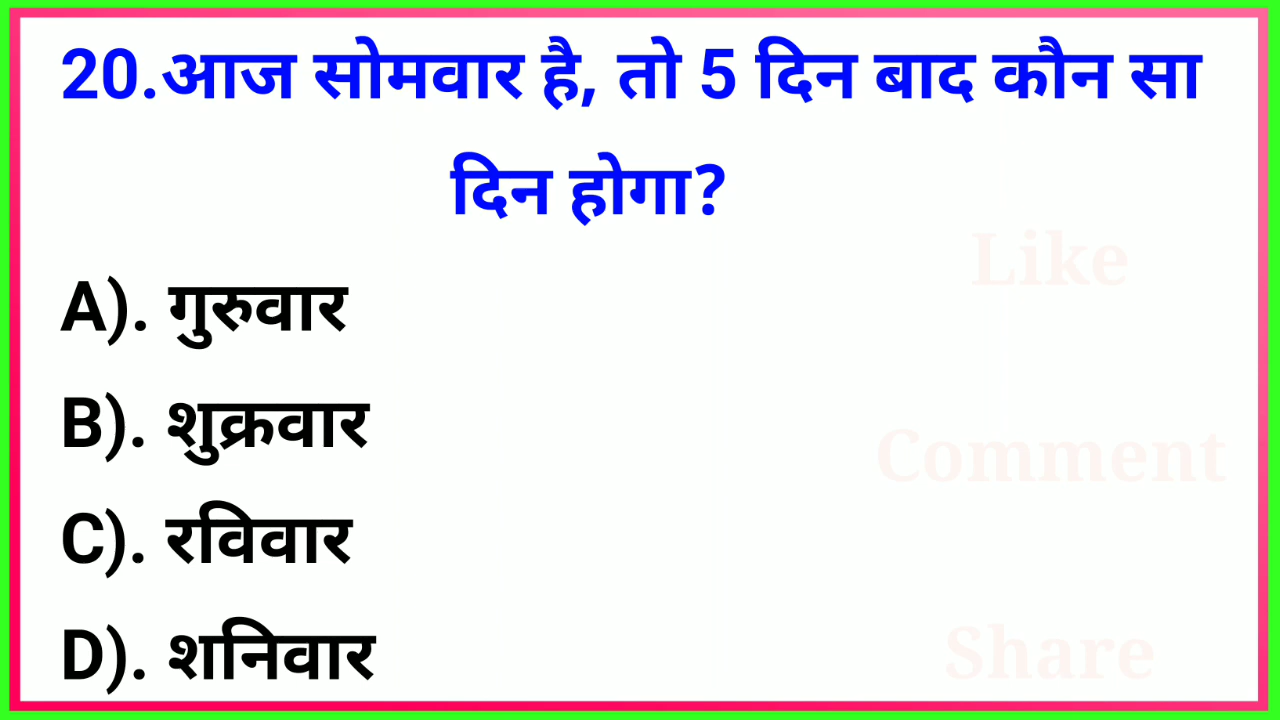 20.आज सोमवार है, तो 5 दिन बाद कौन सा
दिन होगा?
Like
A). गुरुवार
B). शुक्रवार
Comment
C). रविवार
D). शनिवार
Share